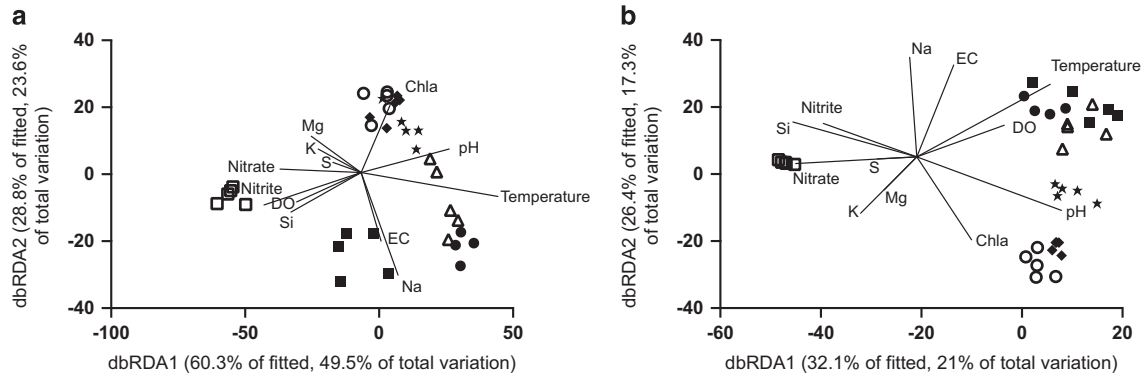 a
dbRDA2 (28.8% of fitted, 23.6%
of total variation)
40
20
0
-20
-40
-100
-50
0
50
dbRDA1 (60.3% of fitted, 49.5% of total variation)
Chla
Mg
K
S
pH
Nitrate
Nitrite
DO
Si
Temperature
EC
Na
b
dbRDA2 (26.4% of fitted, 17.3%
of total variation)
40
20
0
-20
-40
-60
-40
-20
0
20
dbRDA1 (32.1% of fitted, 21% of total variation)
Na
EC
Temperature
Nitrite
Si
DO
S
Nitrate
Mg
K
pH
Chla